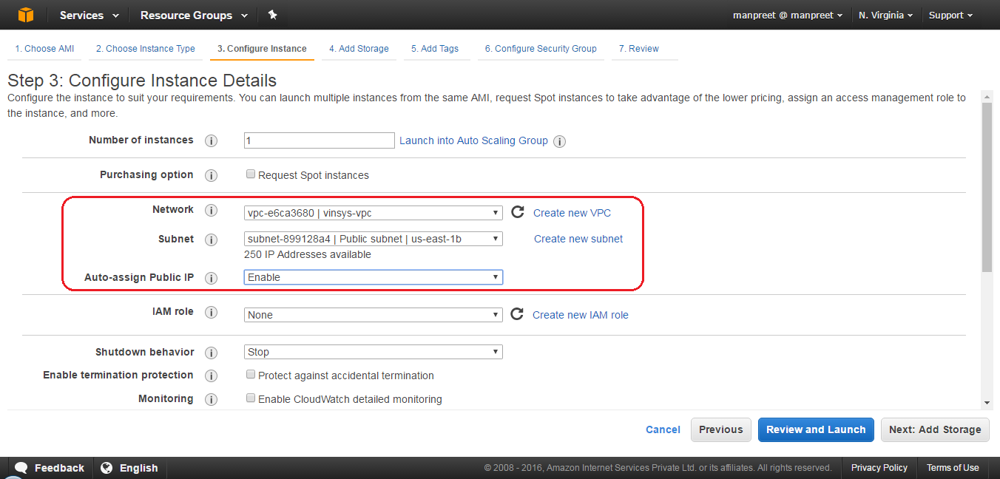 Services Resource Groups manpreet @ manpreet N. Virginia Support
1. Choose AMI 2. Choose Instance Type 3. Configure Instance 4. Add Storage 5. Add Tags 6. Configure Security Group 7. Review
Step 3: Configure Instance Details
Configure the instance to suit your requirements. You can launch multiple instances from the same AMI, request Spot instances to take advantage of the lower pricing, assign an access management role to
the instance, and more.
Number of instances i 1 Launch into Auto Scaling Group i
Purchasing option i Request Spot instances
Network i vpc-e6ca3680 | vinsys-vpc Create new VPC
Subnet i subnet-899128a4 | Public subnet | us-east-1b Create new subnet
250 IP Addresses available
Auto-assign Public IP i Enable
IAM role i None Create new IAM role
Shutdown behavior i Stop
Enable termination protection i Protect against accidental termination
Monitoring i Enable CloudWatch detailed monitoring
Cancel Previous Review and Launch Next: Add Storage
Feedback English © 2008 - 2016, Amazon Internet Services Private Ltd. or its affiliates. All rights reserved. Privacy Policy Terms of Use